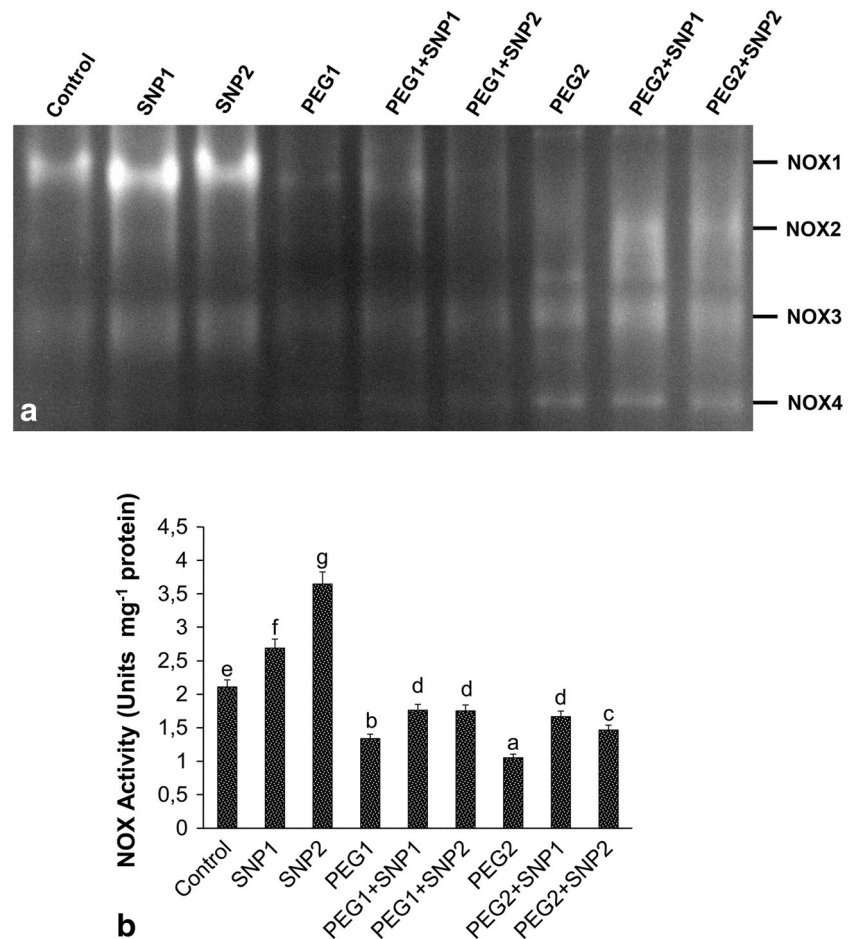 Control
SNP1
SNP2
PEG1
PEG1+SNP1
PEG1+SNP2
PEG2
PEG2+SNP1
PEG2+SNP2
NOX1
NOX2
NOX3
NOX4
a
NOX Activity (Units mg⁻¹ protein)
4,5
4
3,5
3
2,5
2
1,5
1
0,5
0
e
f
g
b
d
d
a
d
c
Control
SNP1
SNP2
PEG1
PEG1+SNP1
PEG1+SNP2
PEG2
PEG2+SNP1
PEG2+SNP2
b